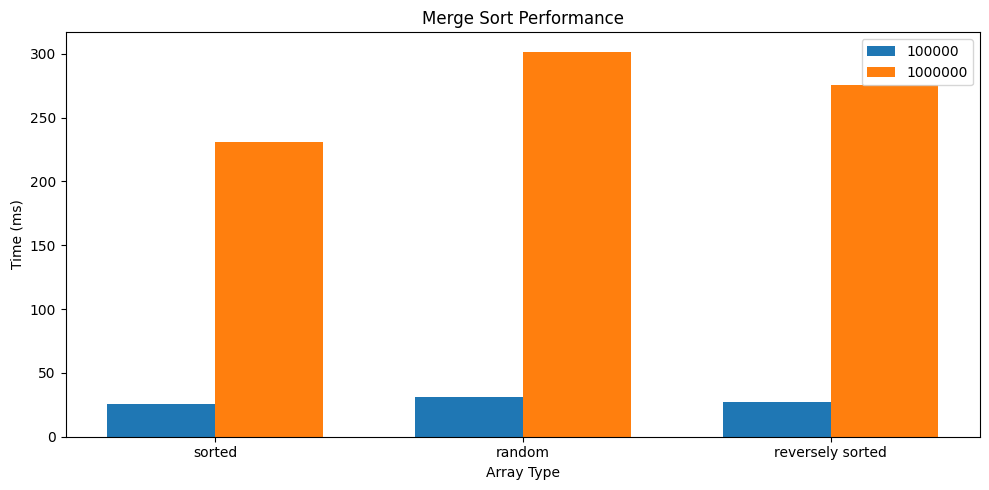 Merge Sort Performance
100000
1000000
Time (ms)
300
250
200
150
100
50
0
sorted
random
reversely sorted
Array Type